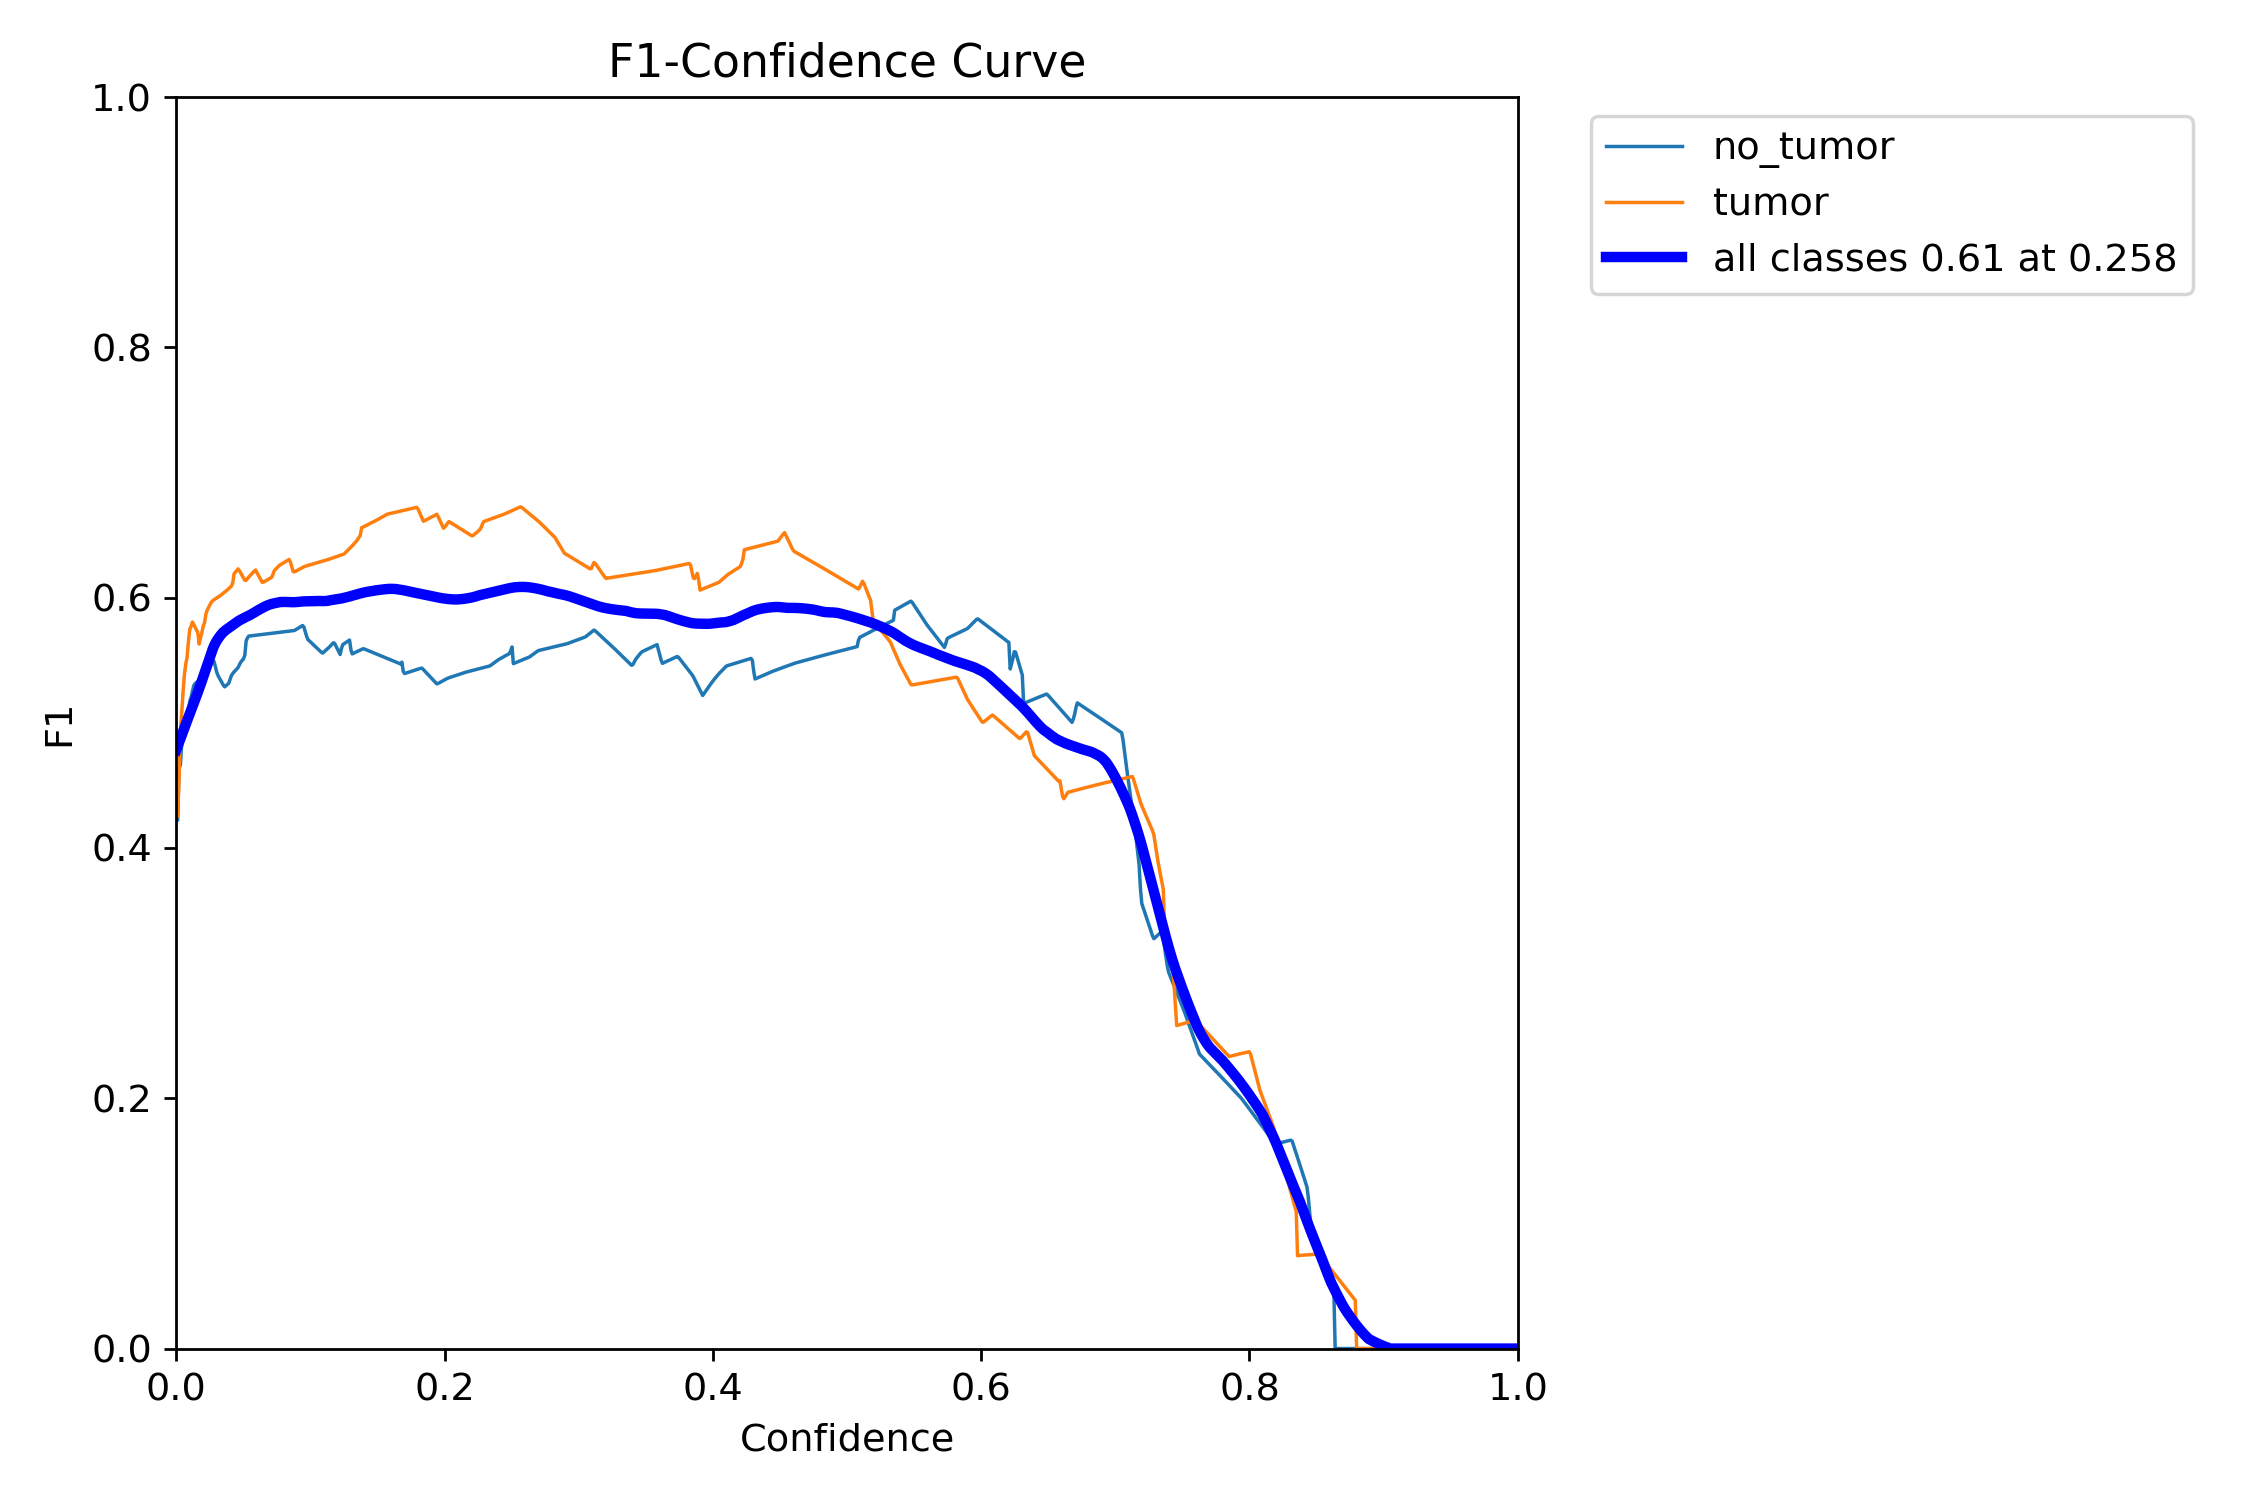 F1-Confidence Curve
1.0
0.8
0.6
0.4
0.2
0.0
F1
0.0 0.2 0.4 0.6 0.8 1.0
Confidence
no_tumor
tumor
all classes 0.61 at 0.258